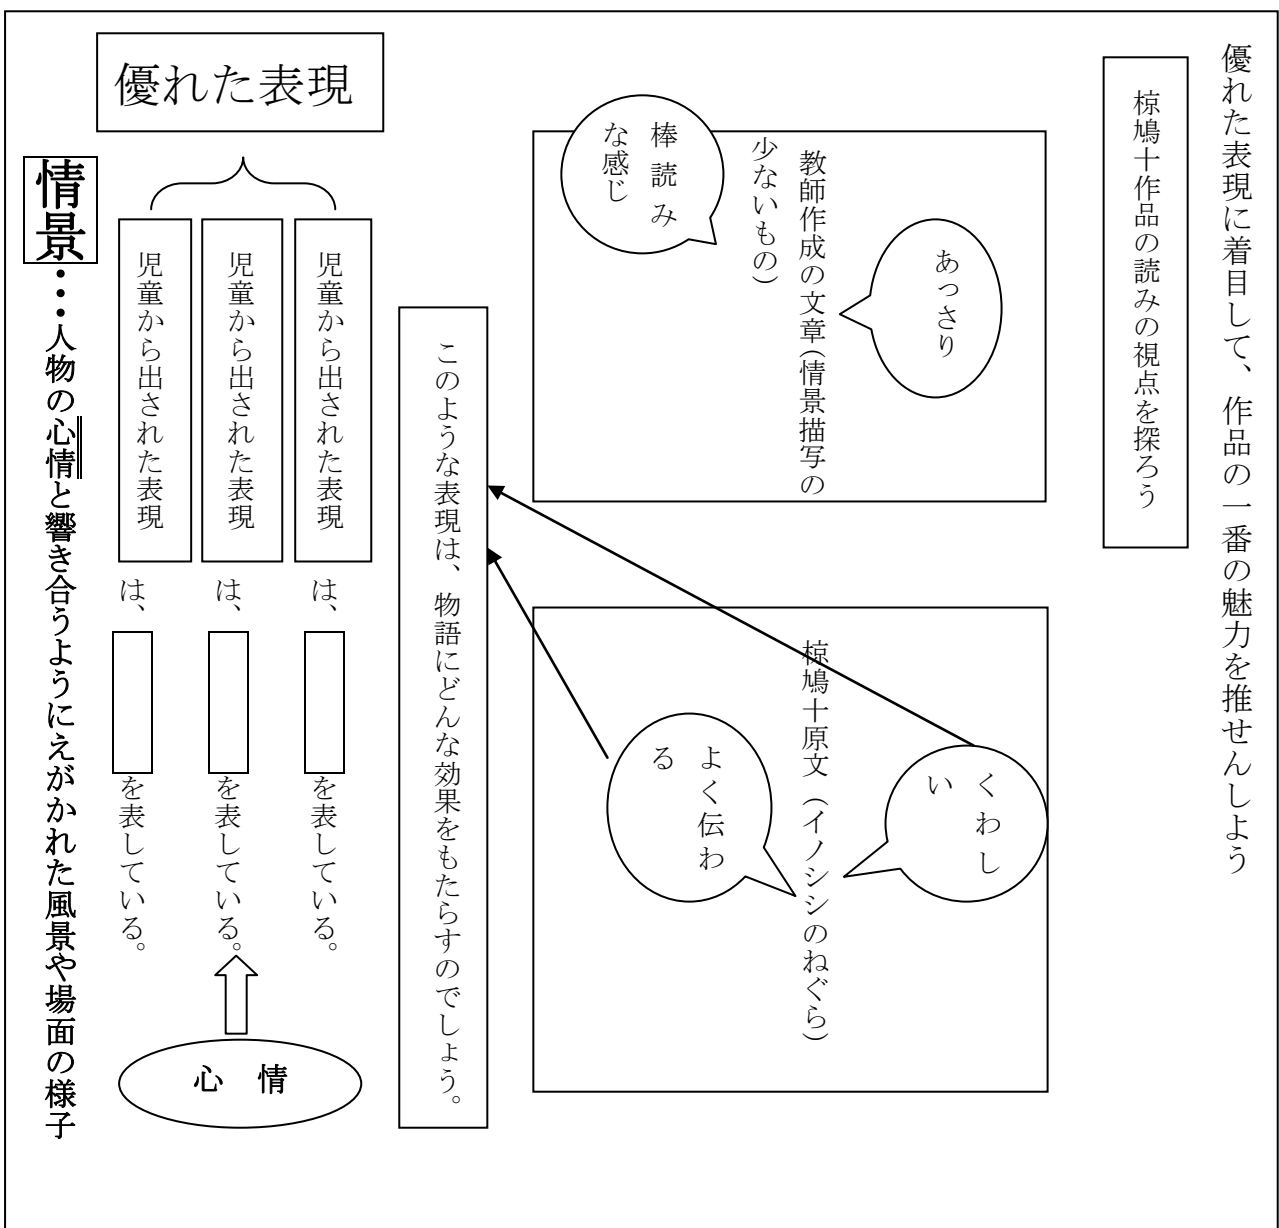 優れた表現に着目して、作品の一番の魅力を推せんしよう
椋鳩十作品の読みの視点を探ろう
あっさり
教師作成の文章(情景描写の
少ないもの)
棒読み
な感じ
くわし
い
椋鳩十原文(イノシシのねぐら)
よく伝わ
る
このような表現は、物語にどんな効果をもたらすのでしょう。
優れた表現
児童から出された表現は、を表している。
児童から出された表現は、を表している。
児童から出された表現は、を表している。
心 情
情景・・・人物の心情と響き合うようにえがかれた風景や場面の様子